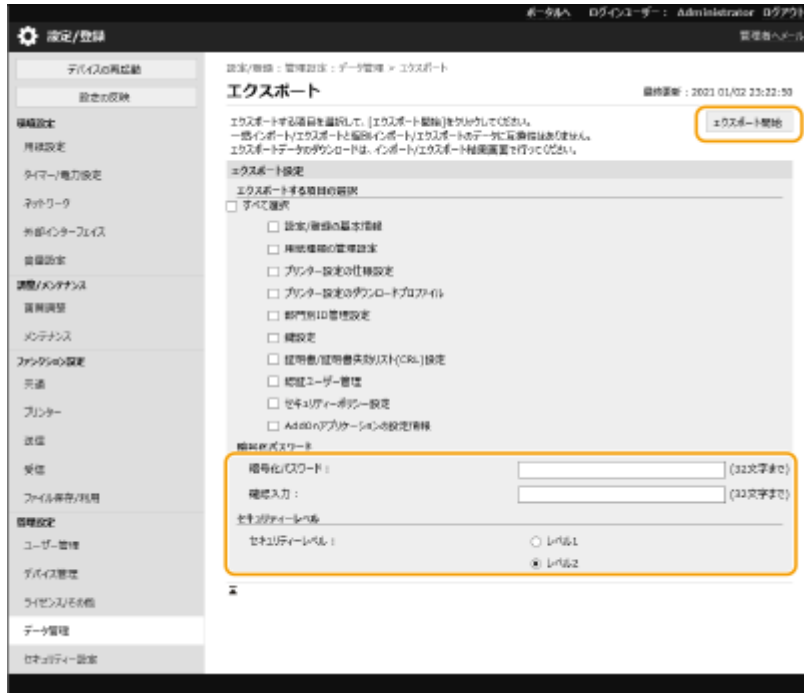 ポータルへ ログインユーザー： Administrator ログアウト
設定/登録
管理者へメール
デバイスの再起動
設定の反映
環境設定
用紙設定
タイマー/電力設定
ネットワーク
外部インターフェイス
音量設定
調整/メンテナンス
画質調整
メンテナンス
ファンクション設定
共通
プリンター
送信
受信
ファイル保存/利用
管理設定
ユーザー管理
デバイス管理
ライセンス/その他
データ管理
セキュリティー設定
設定/登録 : 管理設定 : データ管理 > エクスポート
エクスポート
最終更新 : 2021 01/02 23:22:50
エクスポートする項目を選択して、[エクスポート開始]をクリックしてください。
一括インポート/エクスポートと個別インポート/エクスポートのデータに互換性はありません。
エクスポートデータのダウンロードは、インポート/エクスポート結果画面で行ってください。
エクスポート開始
エクスポート設定
エクスポートする項目の選択
すべて選択
設定/登録の基本情報
用紙種類の管理設定
プリンター設定の仕様設定
プリンター設定のダウンロードプロファイル
部門別ID管理設定
鍵設定
証明書/証明書失効リスト(CRL)設定
認証ユーザー管理
セキュリティーポリシー設定
AddOnアプリケーションの設定情報
暗号化パスワード
暗号化パスワード : (32文字まで)
確認入力 : (32文字まで)
セキュリティーレベル
セキュリティーレベル : レベル1
レベル2